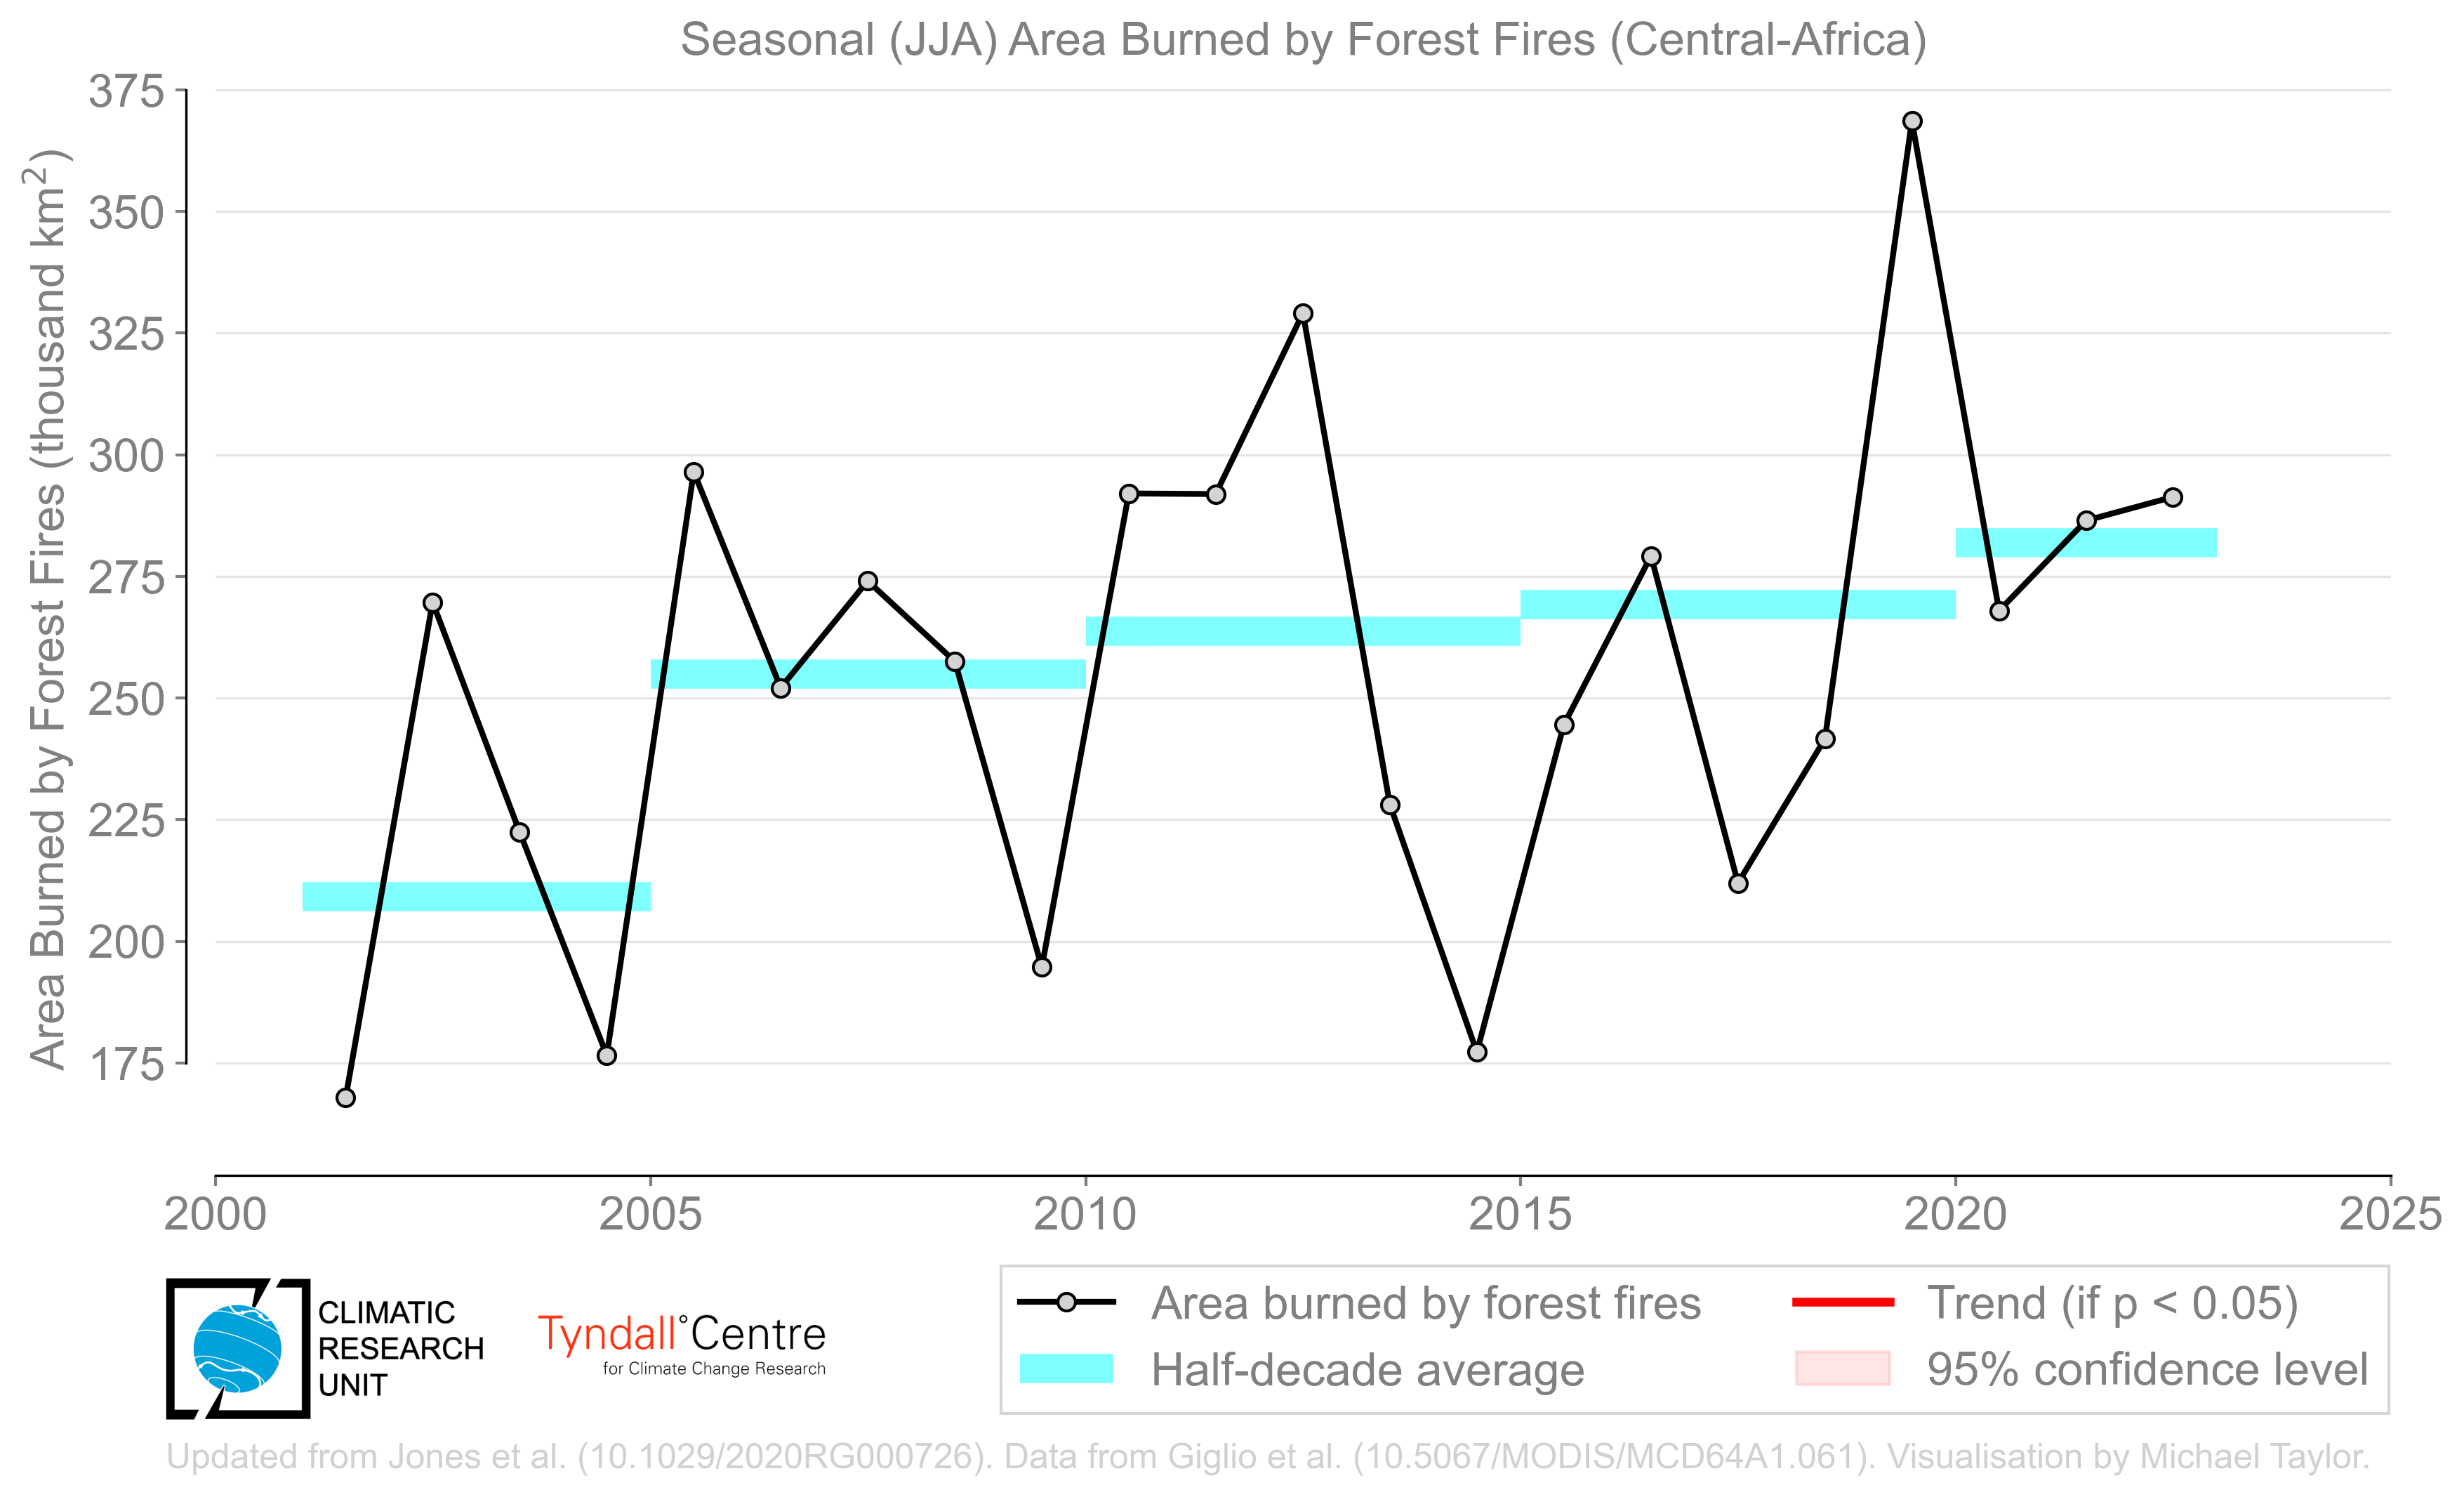 Seasonal (JJA) Area Burned by Forest Fires (Central-Africa)
Area Burned by Forest Fires (thousand km²)
375
350
325
300
275
250
225
200
175
2000
2005
2010
2015
2020
2025
CLIMATIC
RESEARCH
UNIT
Tyndall°Centre
for Climate Change Research
Area burned by forest fires
Half-decade average
Trend (if p < 0.05)
95% confidence level
Updated from Jones et al. (10.1029/2020RG000726). Data from Giglio et al. (10.5067/MODIS/MCD64A1.061). Visualisation by Michael Taylor.